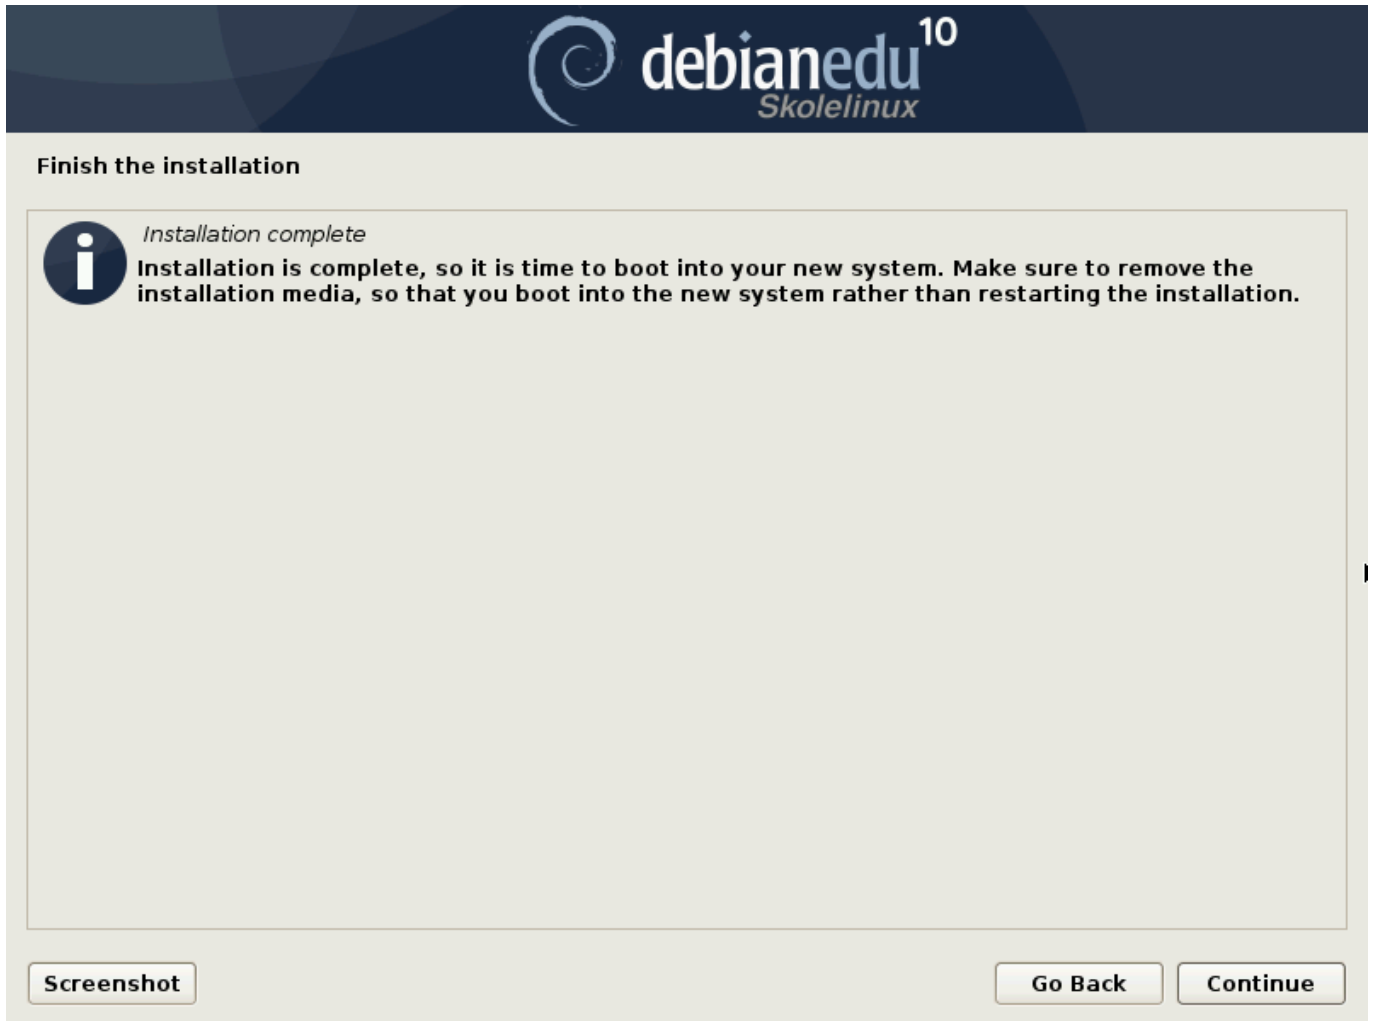 debianedu 10
Skolelinux
Finish the installation
Installation complete
Installation is complete, so it is time to boot into your new system. Make sure to remove the
installation media, so that you boot into the new system rather than restarting the installation.
Screenshot
Go Back
Continue